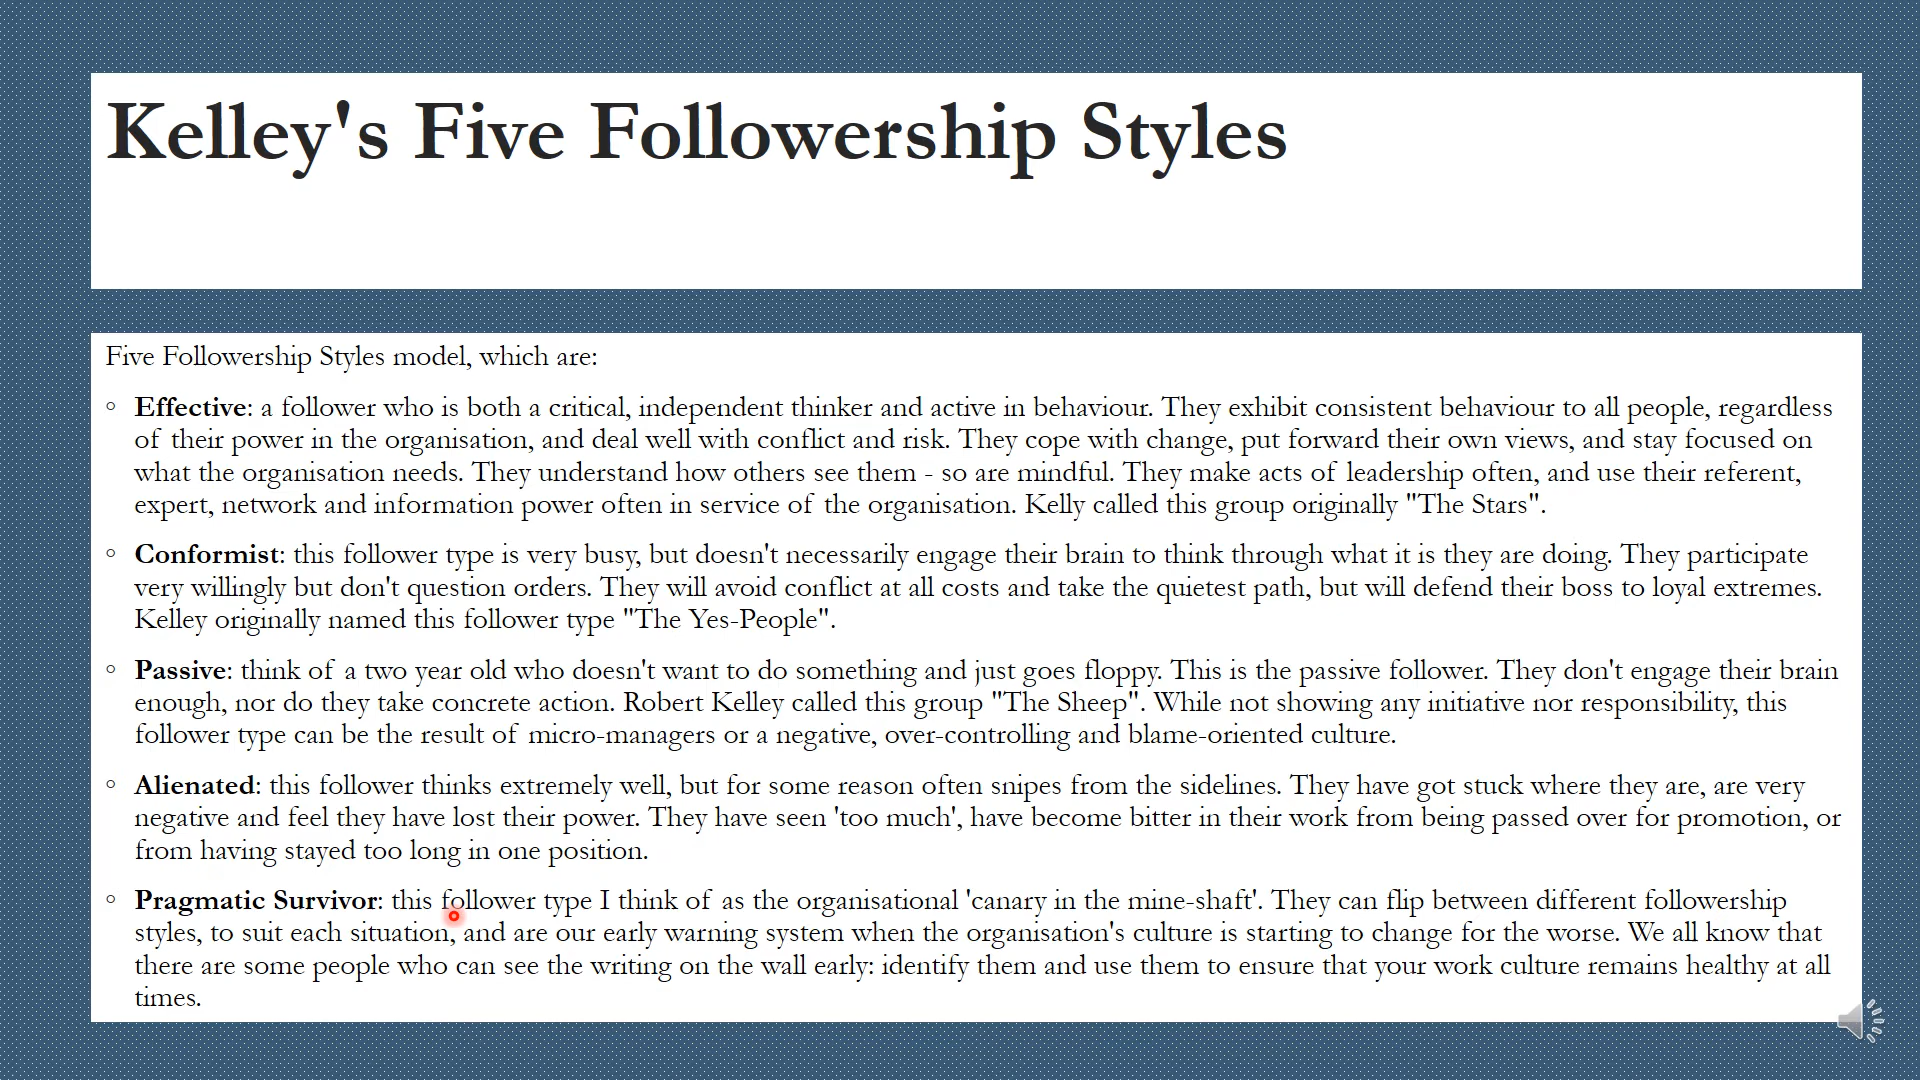 Kelley's Five Followership Styles
Five Followership Styles model, which are:
◦ Effective: a follower who is both a critical, independent thinker and active in behaviour. They exhibit consistent behaviour to all people, regardless
of their power in the organisation, and deal well with conflict and risk. They cope with change, put forward their own views, and stay focused on
what the organisation needs. They understand how others see them - so are mindful. They make acts of leadership often, and use their referent,
expert, network and information power often in service of the organisation. Kelly called this group originally "The Stars".
◦ Conformist: this follower type is very busy, but doesn't necessarily engage their brain to think through what it is they are doing. They participate
very willingly but don't question orders. They will avoid conflict at all costs and take the quietest path, but will defend their boss to loyal extremes.
Kelley originally named this follower type "The Yes-People".
◦ Passive: think of a two year old who doesn't want to do something and just goes floppy. This is the passive follower. They don't engage their brain
enough, nor do they take concrete action. Robert Kelley called this group "The Sheep". While not showing any initiative nor responsibility, this
follower type can be the result of micro-managers or a negative, over-controlling and blame-oriented culture.
◦ Alienated: this follower thinks extremely well, but for some reason often snipes from the sidelines. They have got stuck where they are, are very
negative and feel they have lost their power. They have seen 'too much', have become bitter in their work from being passed over for promotion, or
from having stayed too long in one position.
◦ Pragmatic Survivor: this follower type I think of as the organisational 'canary in the mine-shaft'. They can flip between different followership
styles, to suit each situation, and are our early warning system when the organisation's culture is starting to change for the worse. We all know that
there are some people who can see the writing on the wall early: identify them and use them to ensure that your work culture remains healthy at all
times.